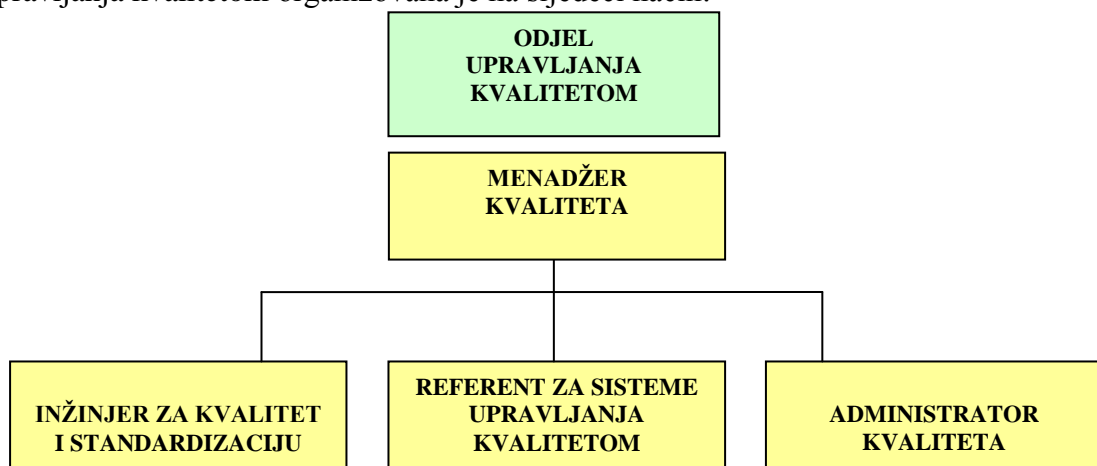 upravljanja kvalitetom organizovana je na sljedeći način:
ODJEL
UPRAVLJANJA
KVALITETOM
MENADŽER
KVALITETA
INŽINJER ZA KVALITET
I STANDARDIZACIJU
REFERENT ZA SISTEME
UPRAVLJANJA
KVALITETOM
ADMINISTRATOR
KVALITETA